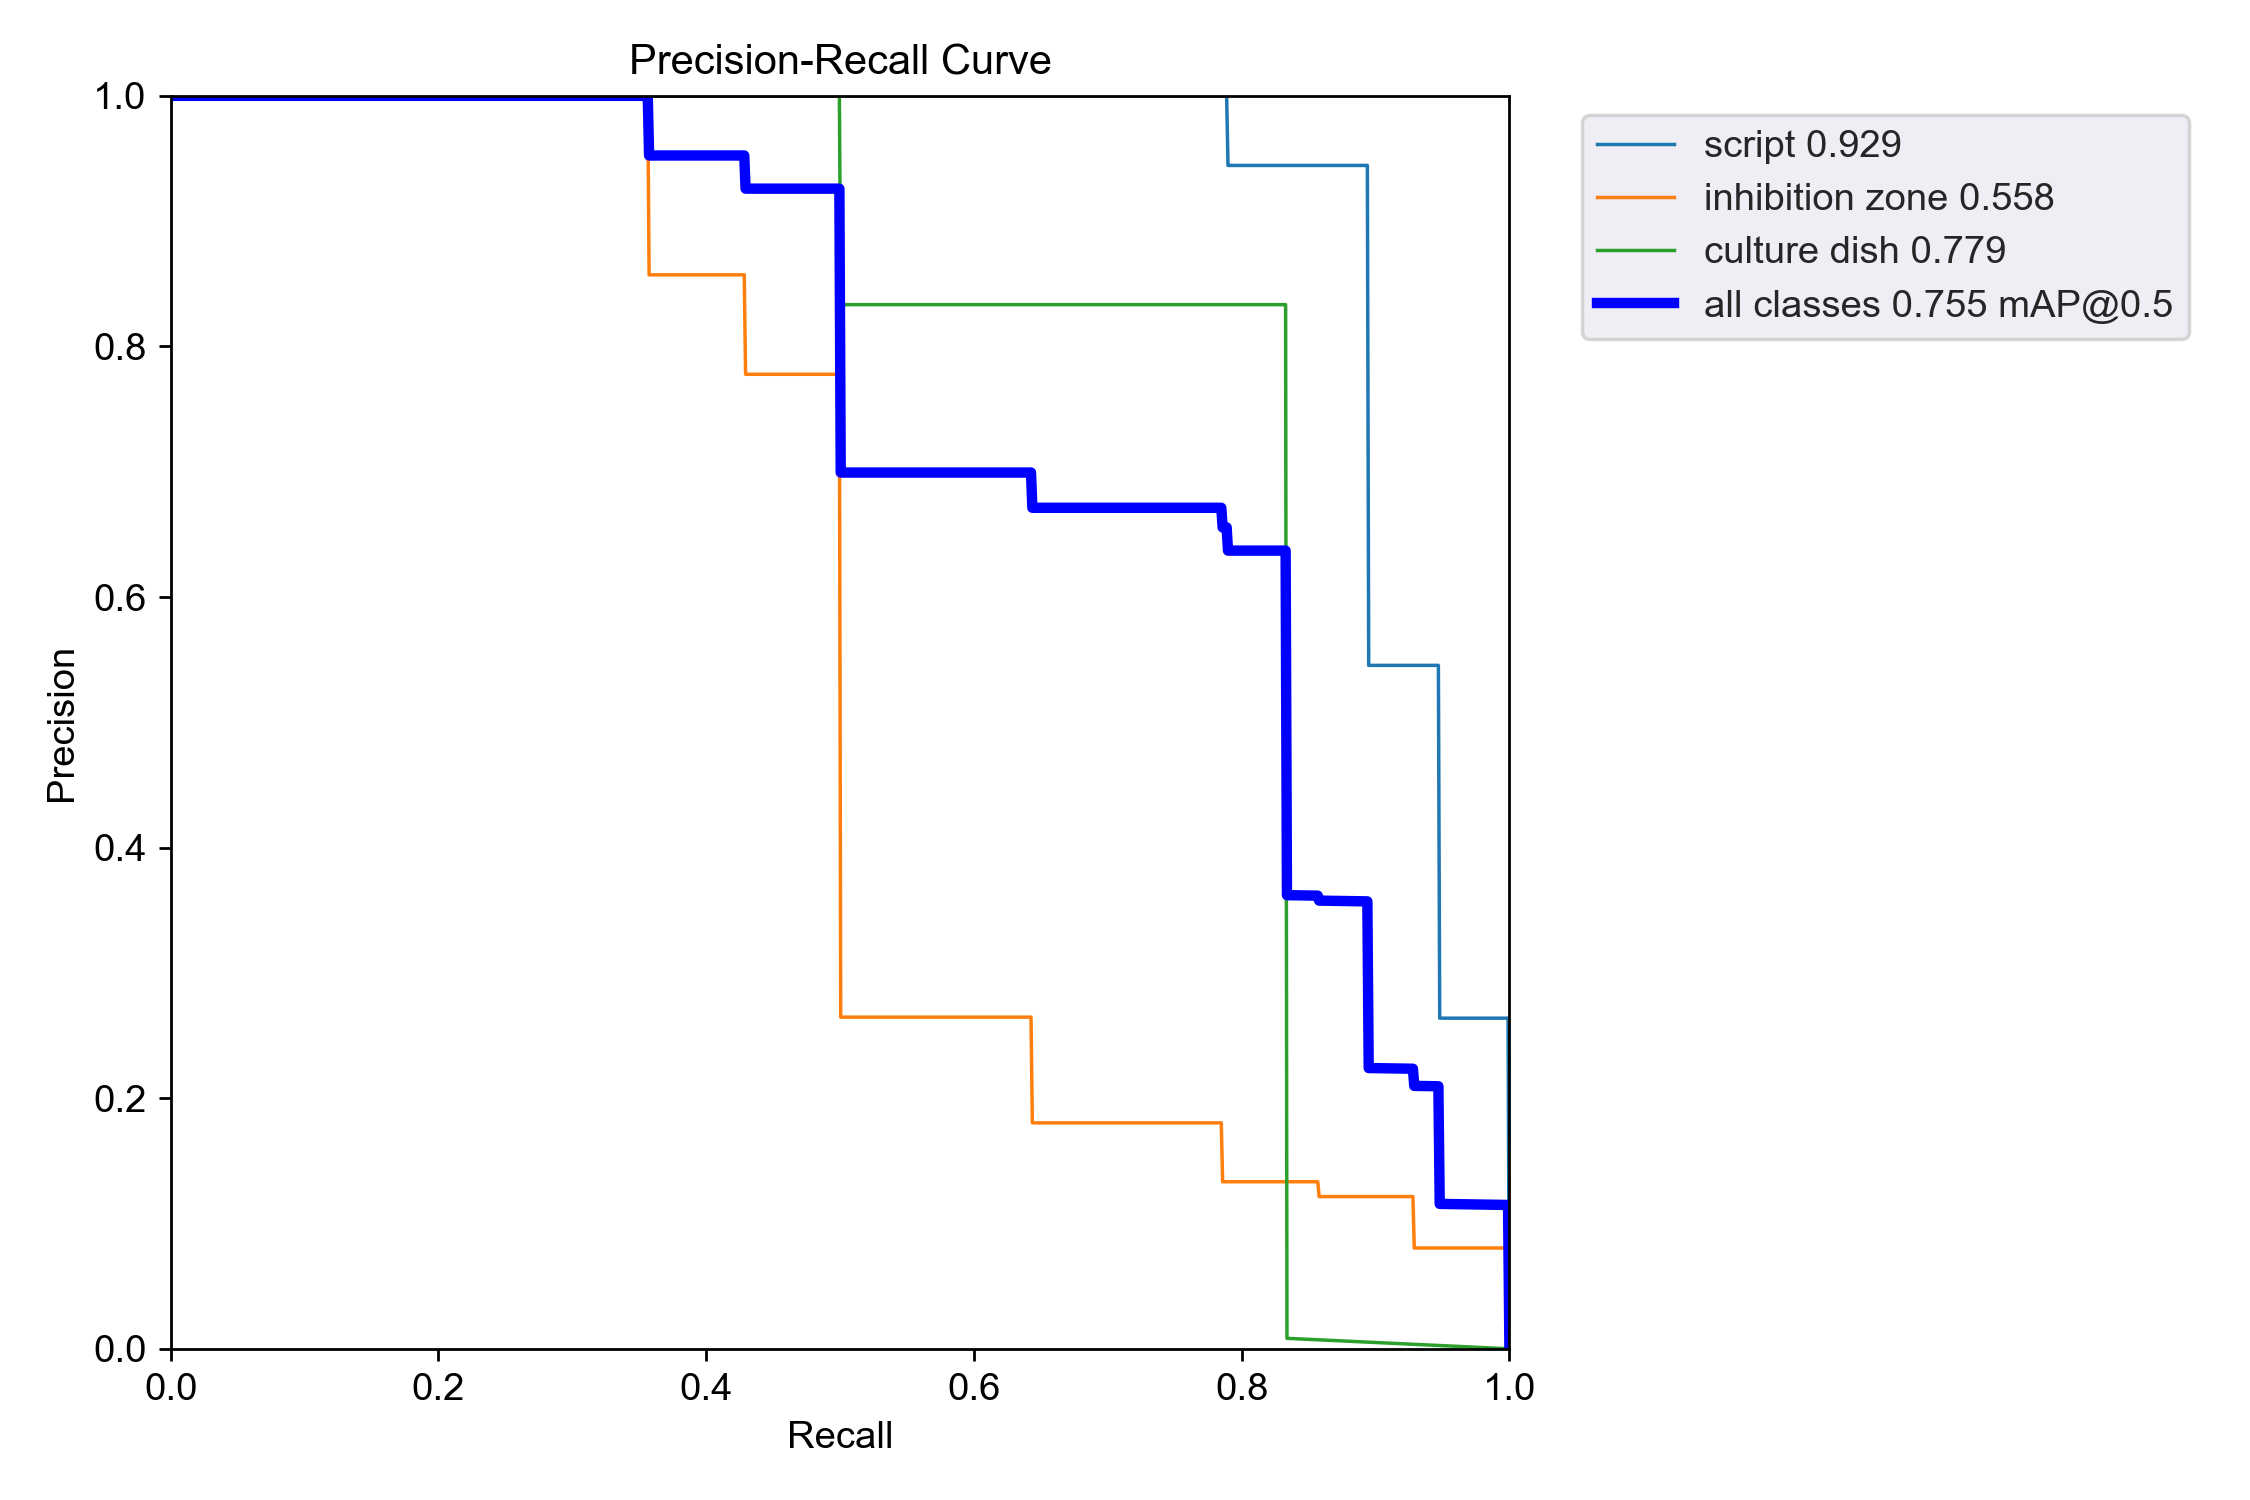 Precision-Recall Curve
1.0
0.8
0.6
0.4
0.2
0.0
Precision
0.0 0.2 0.4 0.6 0.8 1.0
Recall
script 0.929
inhibition zone 0.558
culture dish 0.779
all classes 0.755 mAP@0.5